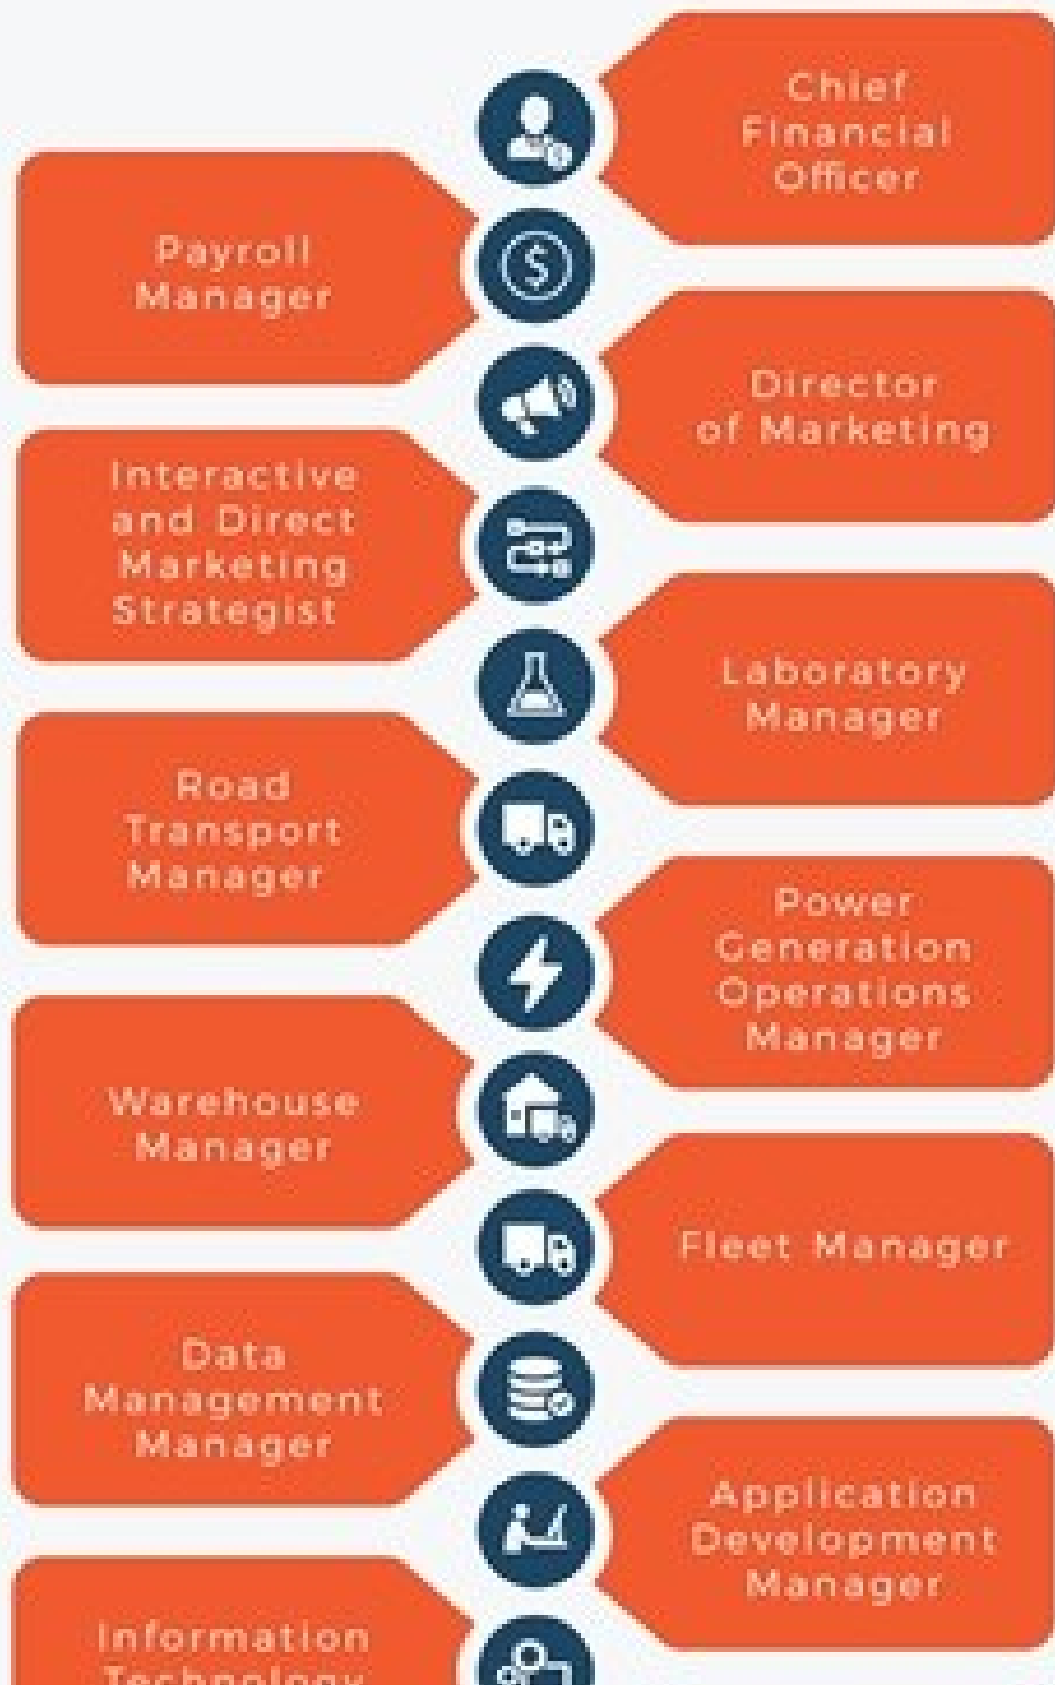 Chief
Financial
Officer
Payroll
Manager
Director
of Marketing
Interactive
and Direct
Marketing
Strategist
Laboratory
Manager
Road
Transport
Manager
Power
Generation
Operations
Manager
Warehouse
Manager
Fleet Manager
Data
Management
Manager
Application
Development
Manager
Information
Technology